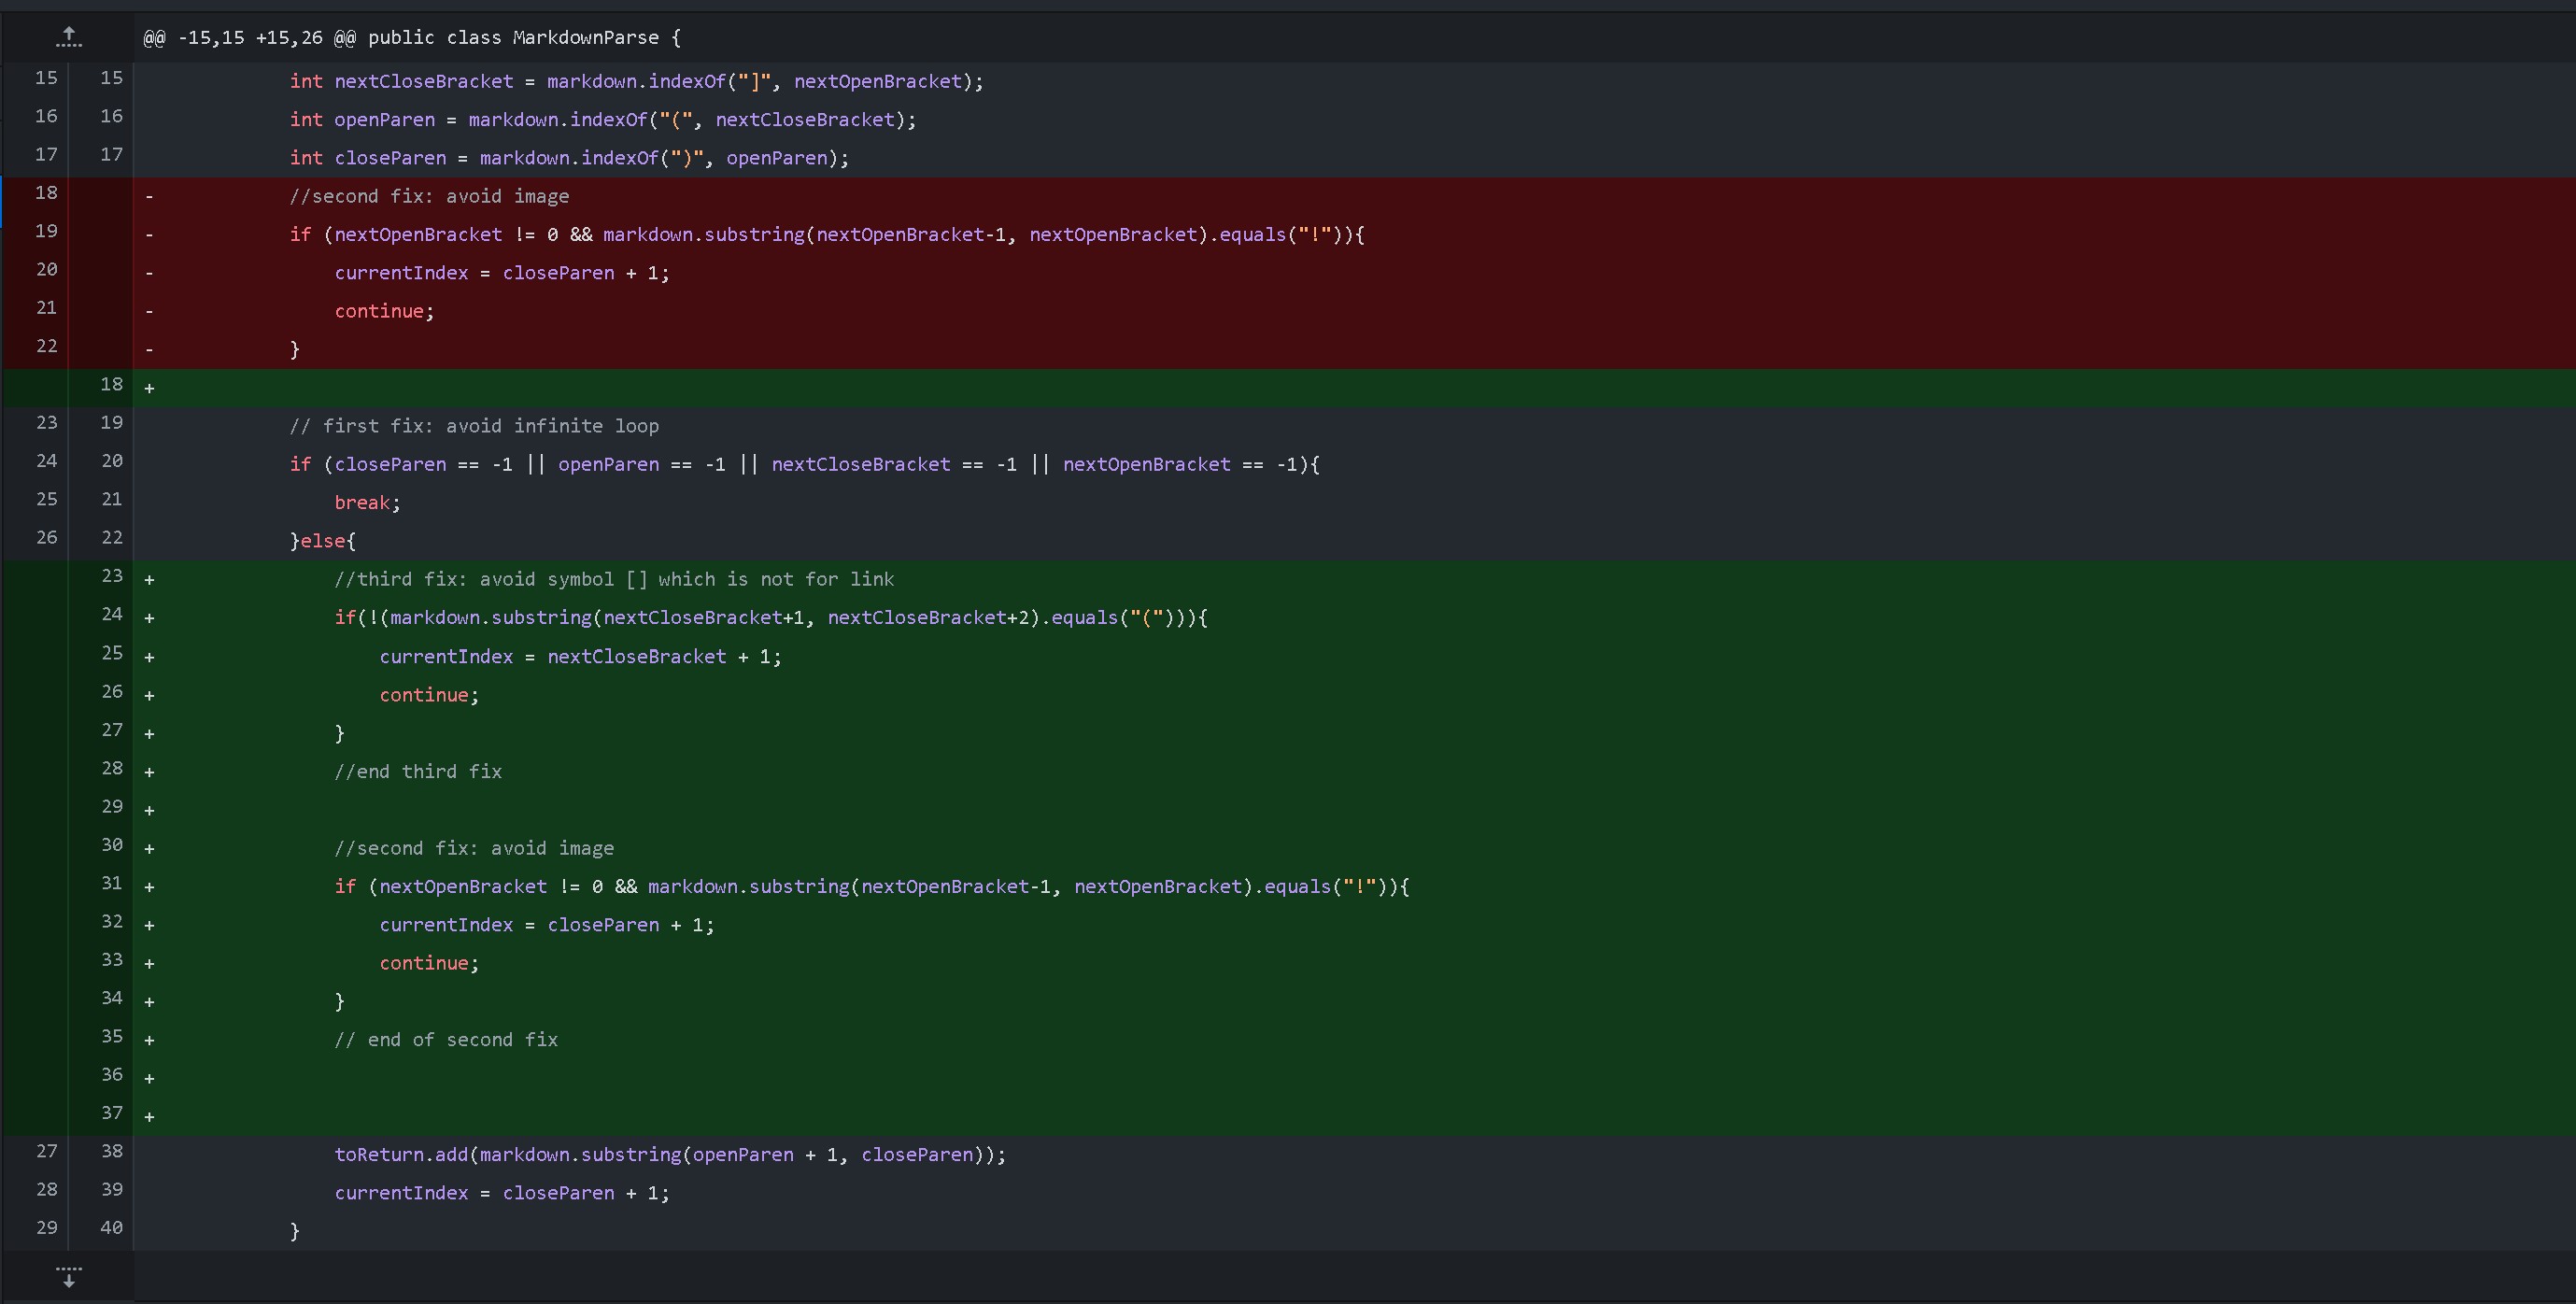 @@ -15,15 +15,26 @@ public class MarkdownParse {
15 15 int nextCloseBracket = markdown.indexOf("]", nextOpenBracket);
16 16 int openParen = markdown.indexOf("(", nextCloseBracket);
17 17 int closeParen = markdown.indexOf(")", openParen);
18 - //second fix: avoid image
19 - if (nextOpenBracket != 0 && markdown.substring(nextOpenBracket-1, nextOpenBracket).equals("!")){
20 - currentIndex = closeParen + 1;
21 - continue;
22 - }
18 +
23 19 // first fix: avoid infinite loop
24 20 if (closeParen == -1 || openParen == -1 || nextCloseBracket == -1 || nextOpenBracket == -1){
25 21 break;
26 22 }else{
23 + //third fix: avoid symbol [] which is not for link
24 + if(!(markdown.substring(nextCloseBracket+1, nextCloseBracket+2).equals("("))){
25 + currentIndex = nextCloseBracket + 1;
26 + continue;
27 + }
28 + //end third fix
29 +
30 + //second fix: avoid image
31 + if (nextOpenBracket != 0 && markdown.substring(nextOpenBracket-1, nextOpenBracket).equals("!")){
32 + currentIndex = closeParen + 1;
33 + continue;
34 + }
35 + // end of second fix
36 +
37 +
27 38 toReturn.add(markdown.substring(openParen + 1, closeParen));
28 39 currentIndex = closeParen + 1;
29 40 }